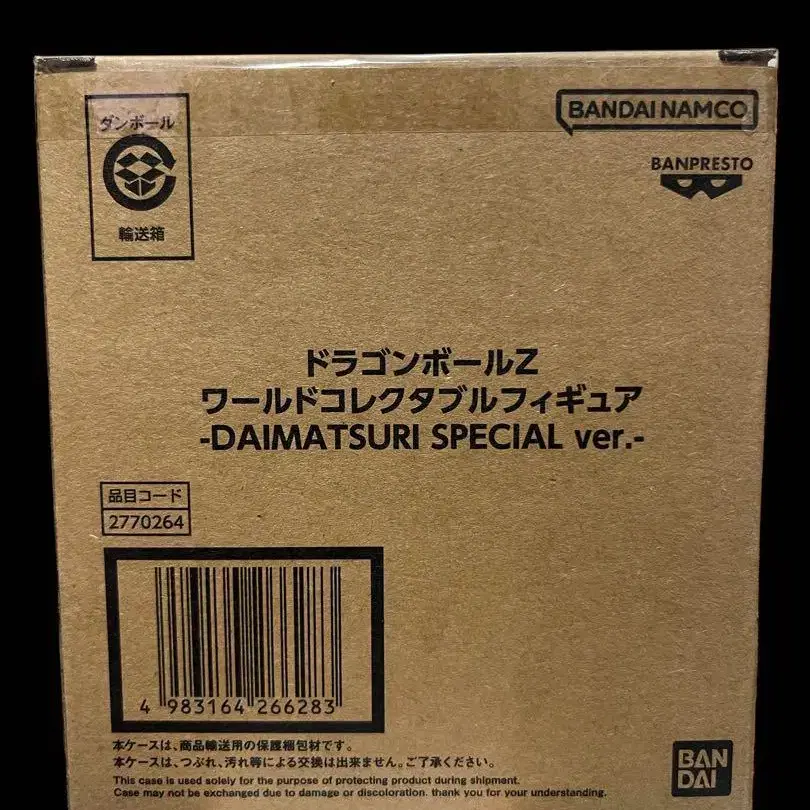 ダンボール
輸送箱
BANDAI NAMCO
BANPRESTO
ドラゴンボールZ
ワールドコレクタブルフィギュア
-DAIMATSURI SPECIAL ver.-
品目コード
2770264
4 983164 266283
本ケースは、商品輸送用の保護梱包材です。
本ケースは、つぶれ、汚れ等による交換は出来ません。ご了承ください。
This case is used solely for the purpose of protecting product during shipment.
Case may not be exchanged due to damage or discoloration. thank you for your understanding.
BAN
DAI